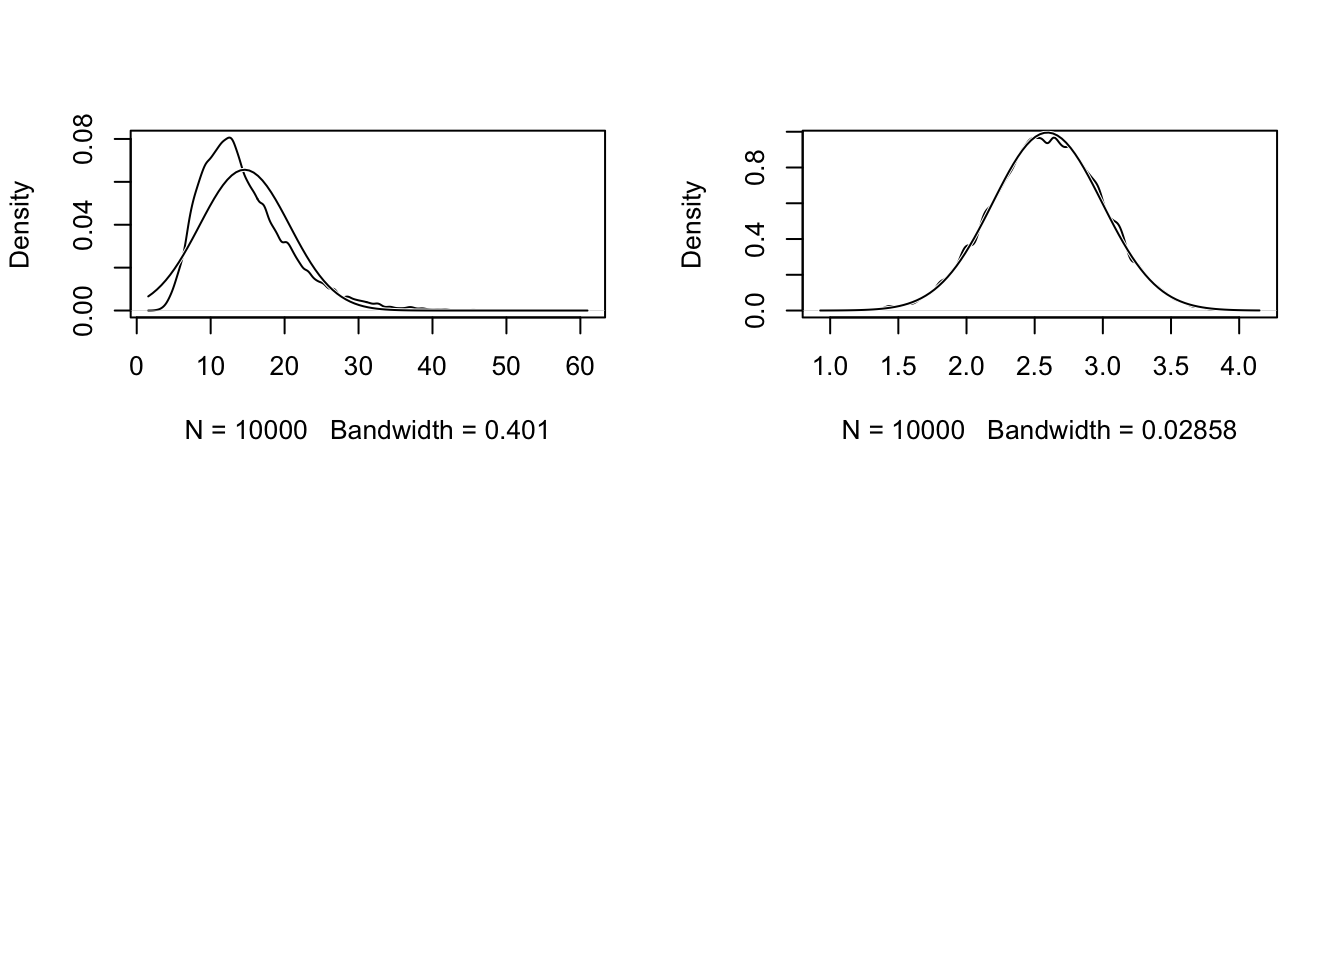 Density
0.00 0.04 0.08
0 10 20 30 40 50 60
N = 10000 Bandwidth = 0.401
Density
0.0 0.4 0.8
1.0 1.5 2.0 2.5 3.0 3.5 4.0
N = 10000 Bandwidth = 0.02858